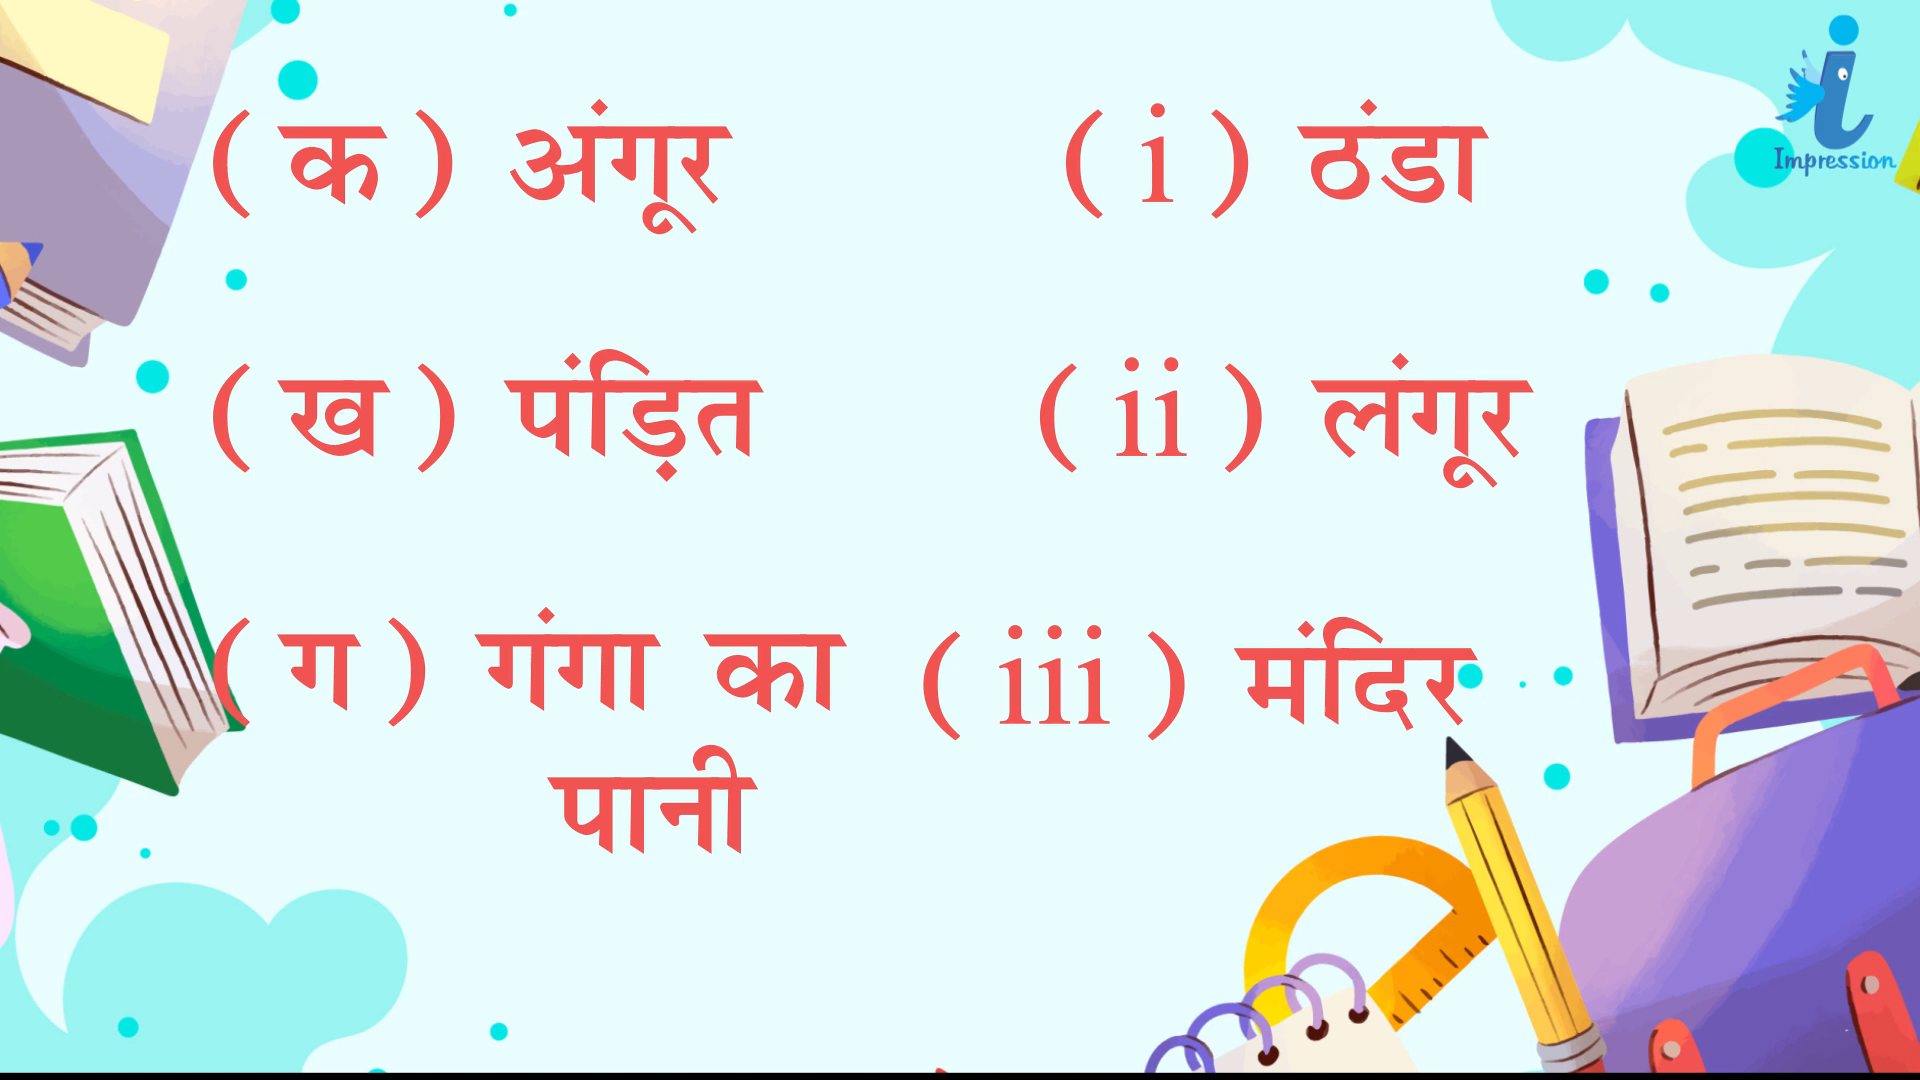 ( क ) अंगूर ( i ) ठंडा
Impression
( ख ) पंड़ित ( ii ) लंगूर
( ग ) गंगा का ( iii ) मंदिर
पानी